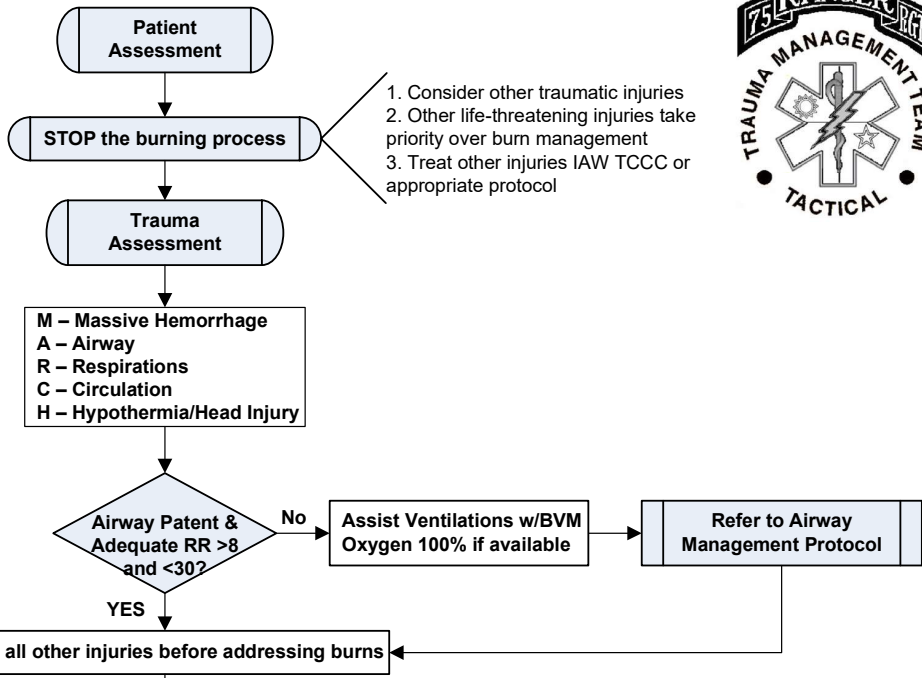 Patient
Assessment
STOP the burning process
1. Consider other traumatic injuries
2. Other life-threatening injuries take
priority over burn management
3. Treat other injuries IAW TCCC or
appropriate protocol
75 RANGER RGT
TRAUMA MANAGEMENT TEAM
TACTICAL
Trauma
Assessment
M – Massive Hemorrhage
A – Airway
R – Respirations
C – Circulation
H – Hypothermia/Head Injury
Airway Patent &
Adequate RR >8
and <30?
No
Assist Ventilations w/BVM
Oxygen 100% if available
Refer to Airway
Management Protocol
YES
all other injuries before addressing burns